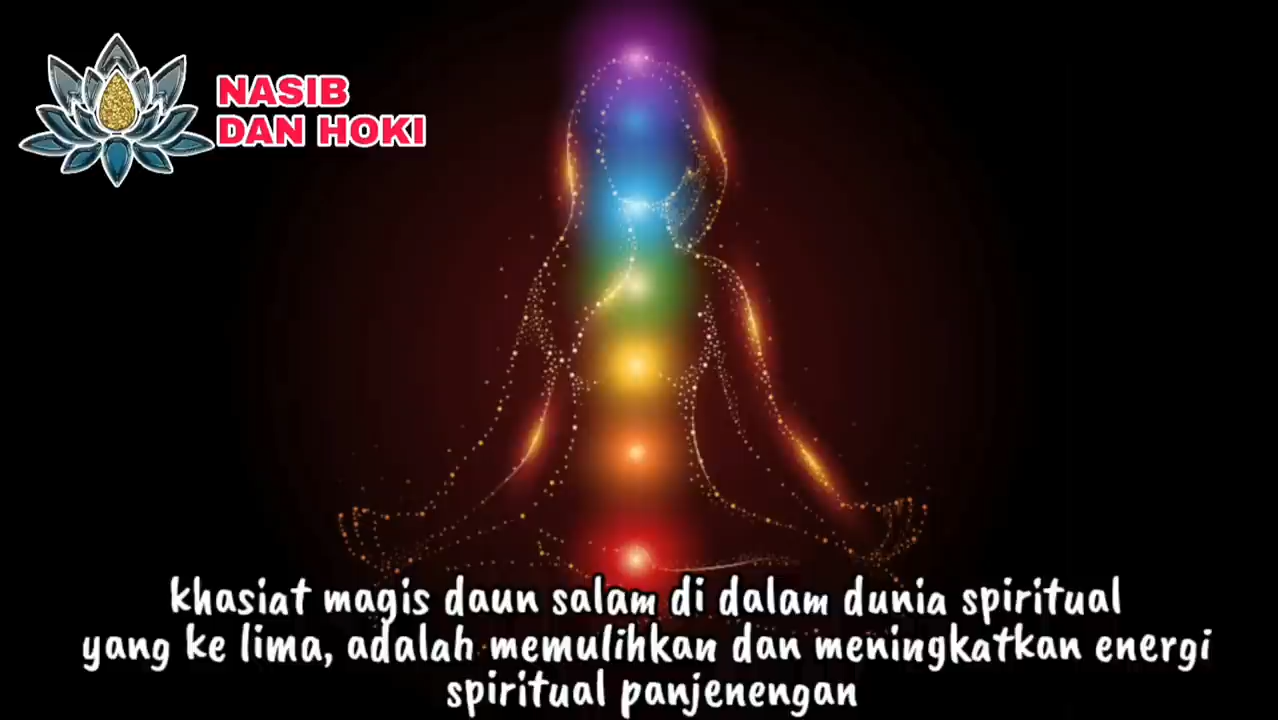 NASIB
DAN HOKI
khasiat magis daun salam di dalam dunia spiritual
yang ke lima, adalah memulihkan dan meningkatkan energi
spiritual panjenengan